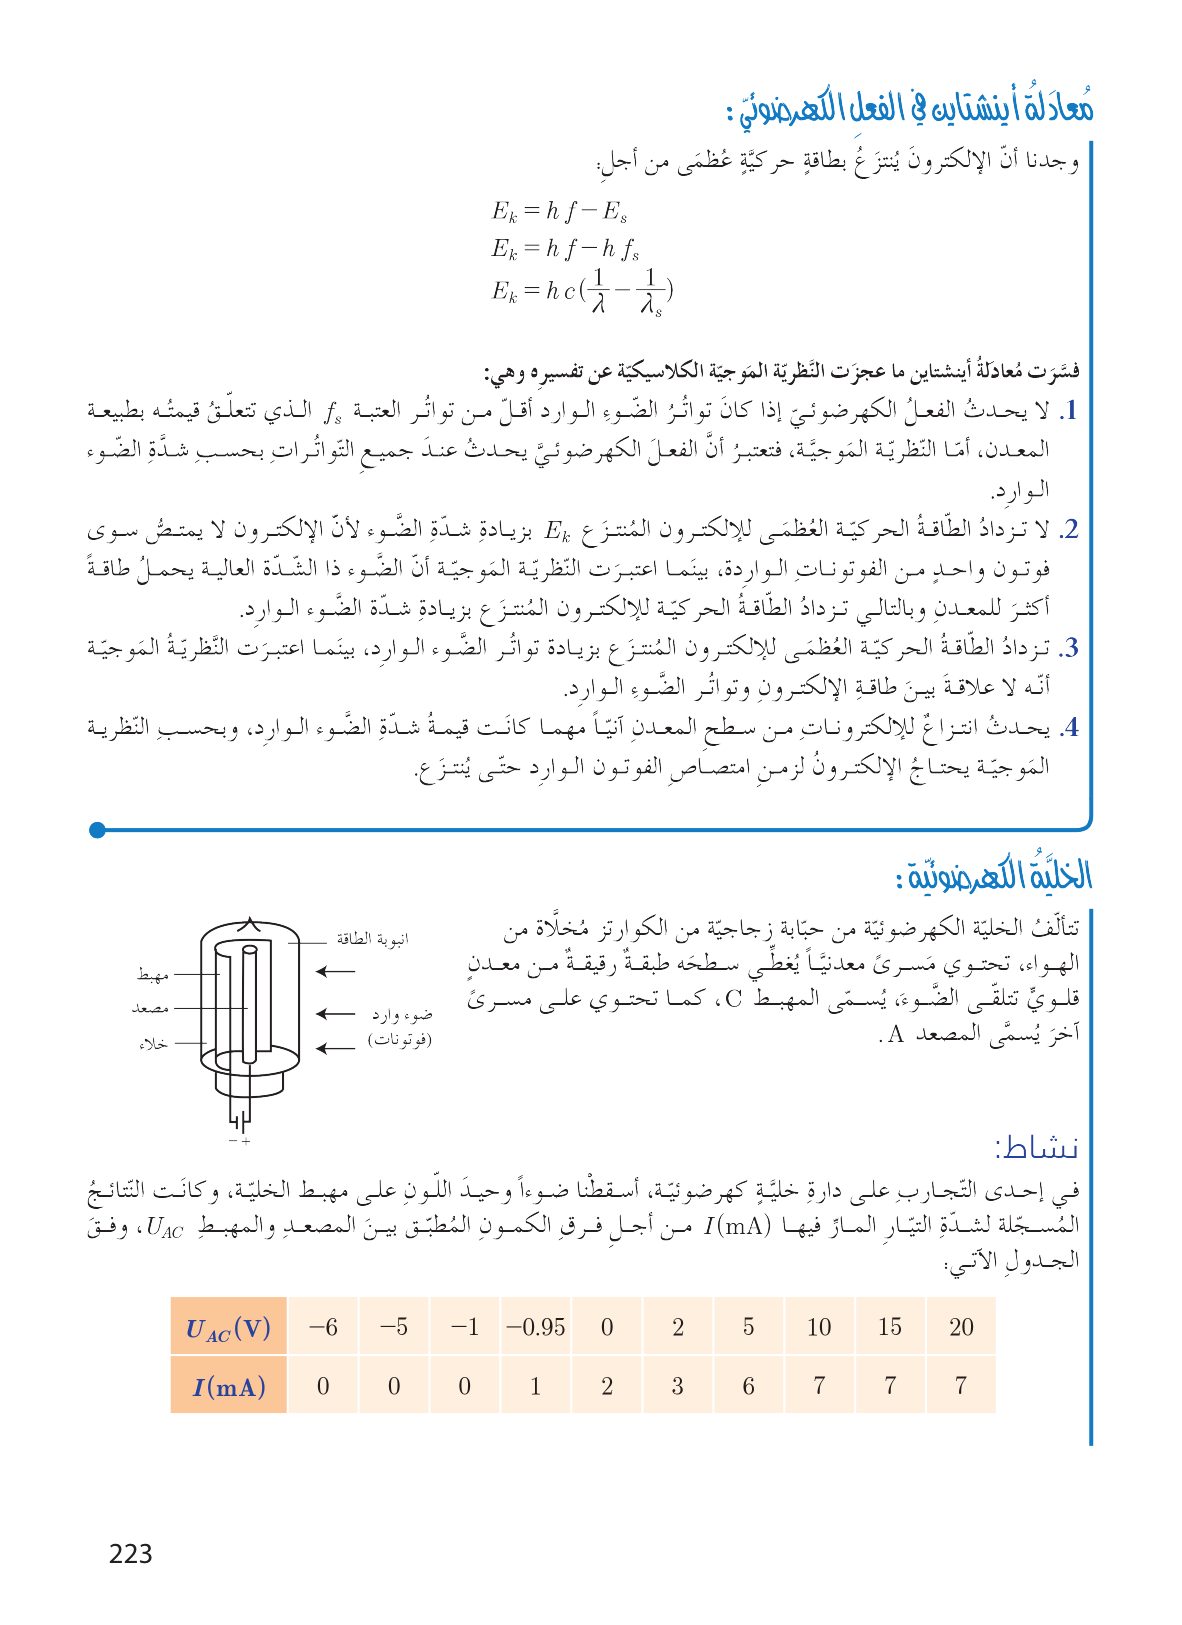 مُعادَلةُ أينشتاين في الفعلِ الكهرضوئيّ:
وجدنا أنّ الإلكترونَ يُنتزَعُ بطاقةٍ حركيَّةٍ عُظمَى من أجلِ:
E_k = h f − E_s
E_k = h f − h f_s
E_k = h c (1/λ − 1/λ_s)
فسَّرَت مُعادَلةُ أينشتاين ما عجزَت النَّظريّة المَوجيّة الكلاسيكيّة عن تفسيرِه وهي:
1. لا يحدثُ الفعلُ الكهرضوئيّ إذا كانَ تواتُرُ الضّوءِ الوارد أقلّ من تواتُر العتبة f_s الذي تتعلّقُ قيمتُه بطبيعة
المعدن، أمّا النّظريّة المَوجيَّة، فتعتبرُ أنَّ الفعلَ الكهرضوئيَّ يحدثُ عندَ جميعِ التّواتُراتِ بحسبِ شدَّةِ الضّوء
الوارِد.
2. لا تزدادُ الطّاقةُ الحركيّة العُظمَى للإلكترون المُنتزَع E_k بزيادةِ شدّةِ الضَّوء لأنّ الإلكترون لا يمتصُّ سوى
فوتون واحدٍ من الفوتوناتِ الواردة، بينَما اعتبرَت النّظريّة المَوجيّة أنّ الضَّوء ذا الشّدّة العالية يحملُ طاقةً
أكثرَ للمعدنِ وبالتالي تزدادُ الطّاقةُ الحركيّة للإلكترون المُنتزَع بزيادةِ شدّة الضَّوء الوارِد.
3. تزدادُ الطّاقةُ الحركيّة العُظمَى للإلكترون المُنتزَع بزيادة تواتُر الضَّوء الوارِد، بينَما اعتبرَت النَّظريّةُ المَوجيّة
أنّه لا علاقةَ بينَ طاقةِ الإلكترونِ وتواتُر الضَّوءِ الوارِد.
4. يحدثُ انتزاعٌ للإلكتروناتِ من سطحِ المعدنِ آنيّاً مهما كانَت قيمةُ شدّةِ الضَّوء الوارِد، وبحسبِ النّظرية
المَوجيّة يحتاجُ الإلكترونُ لزمنِ امتصاصِ الفوتون الوارِد حتّى يُنتزَع.
الخليَّةُ الكهرضوئيّة:
تتألّفُ الخليّة الكهرضوئيّة من حبّابة زجاجيّة من الكوارتز مُخلَّاة من
الهواء، تحتوي مَسرىً معدنيَّاً يُغطِّي سطحَه طبقةٌ رقيقةٌ من معدنٍ
قلويٍّ تتلقّى الضَّوءَ، يُسمّى المهبط C، كما تحتوي على مسرىً
آخرَ يُسمَّى المصعد A.
انبوبة الطاقة
مهبط
مصعد
ضوء وارد
(فوتونات)
خلاء
− +
نشاط:
في إحدى التّجاربِ على دارةِ خليَّةٍ كهرضوئيّة، أسقطْنا ضوءاً وحيدَ اللّونِ على مهبط الخليّة، وكانَت النّتائجُ
المُسجّلة لشدّةِ التيّارِ المارِّ فيها I(mA) من أجلِ فرقِ الكمونِ المُطبّق بينَ المصعدِ والمهبطِ U_AC، وفقَ
الجدولِ الآتي:
U_AC(V) −6 −5 −1 −0.95 0 2 5 10 15 20
I(mA) 0 0 0 1 2 3 6 7 7 7
223